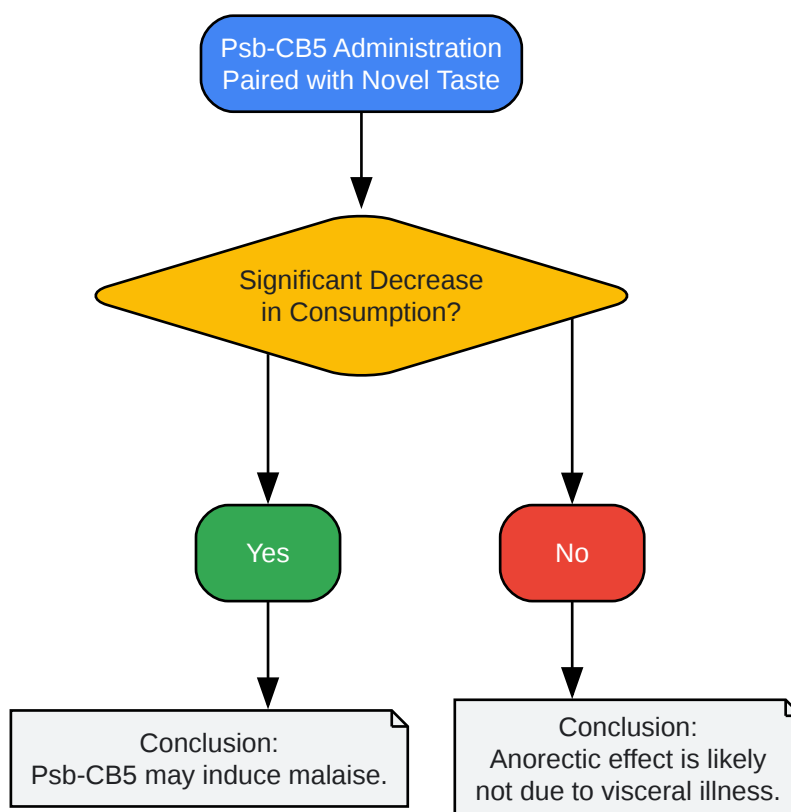 Psb-CB5 Administration
Paired with Novel Taste
Significant Decrease
in Consumption?
Yes
No
Conclusion:
Psb-CB5 may induce malaise.
Conclusion:
Anorectic effect is likely
not due to visceral illness.